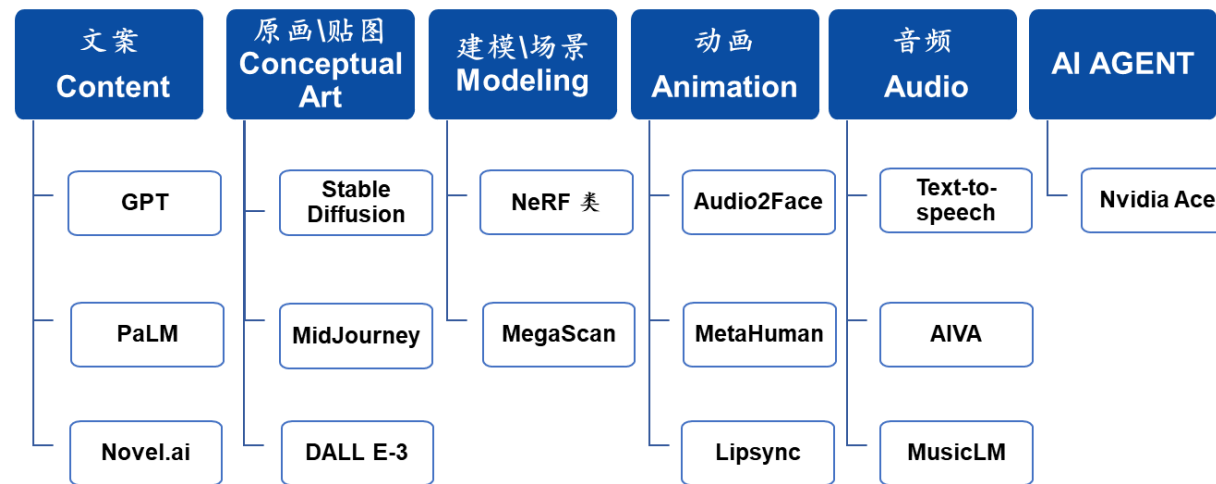 文案
Content
原画\贴图
Conceptual
Art
建模\场景
Modeling
动画
Animation
音频
Audio
AI AGENT
GPT
PaLM
Novel.ai
Stable
Diffusion
MidJourney
DALL E-3
NeRF 类
MegaScan
Audio2Face
MetaHuman
Lipsync
Text-to-
speech
AIVA
MusicLM
Nvidia Ace